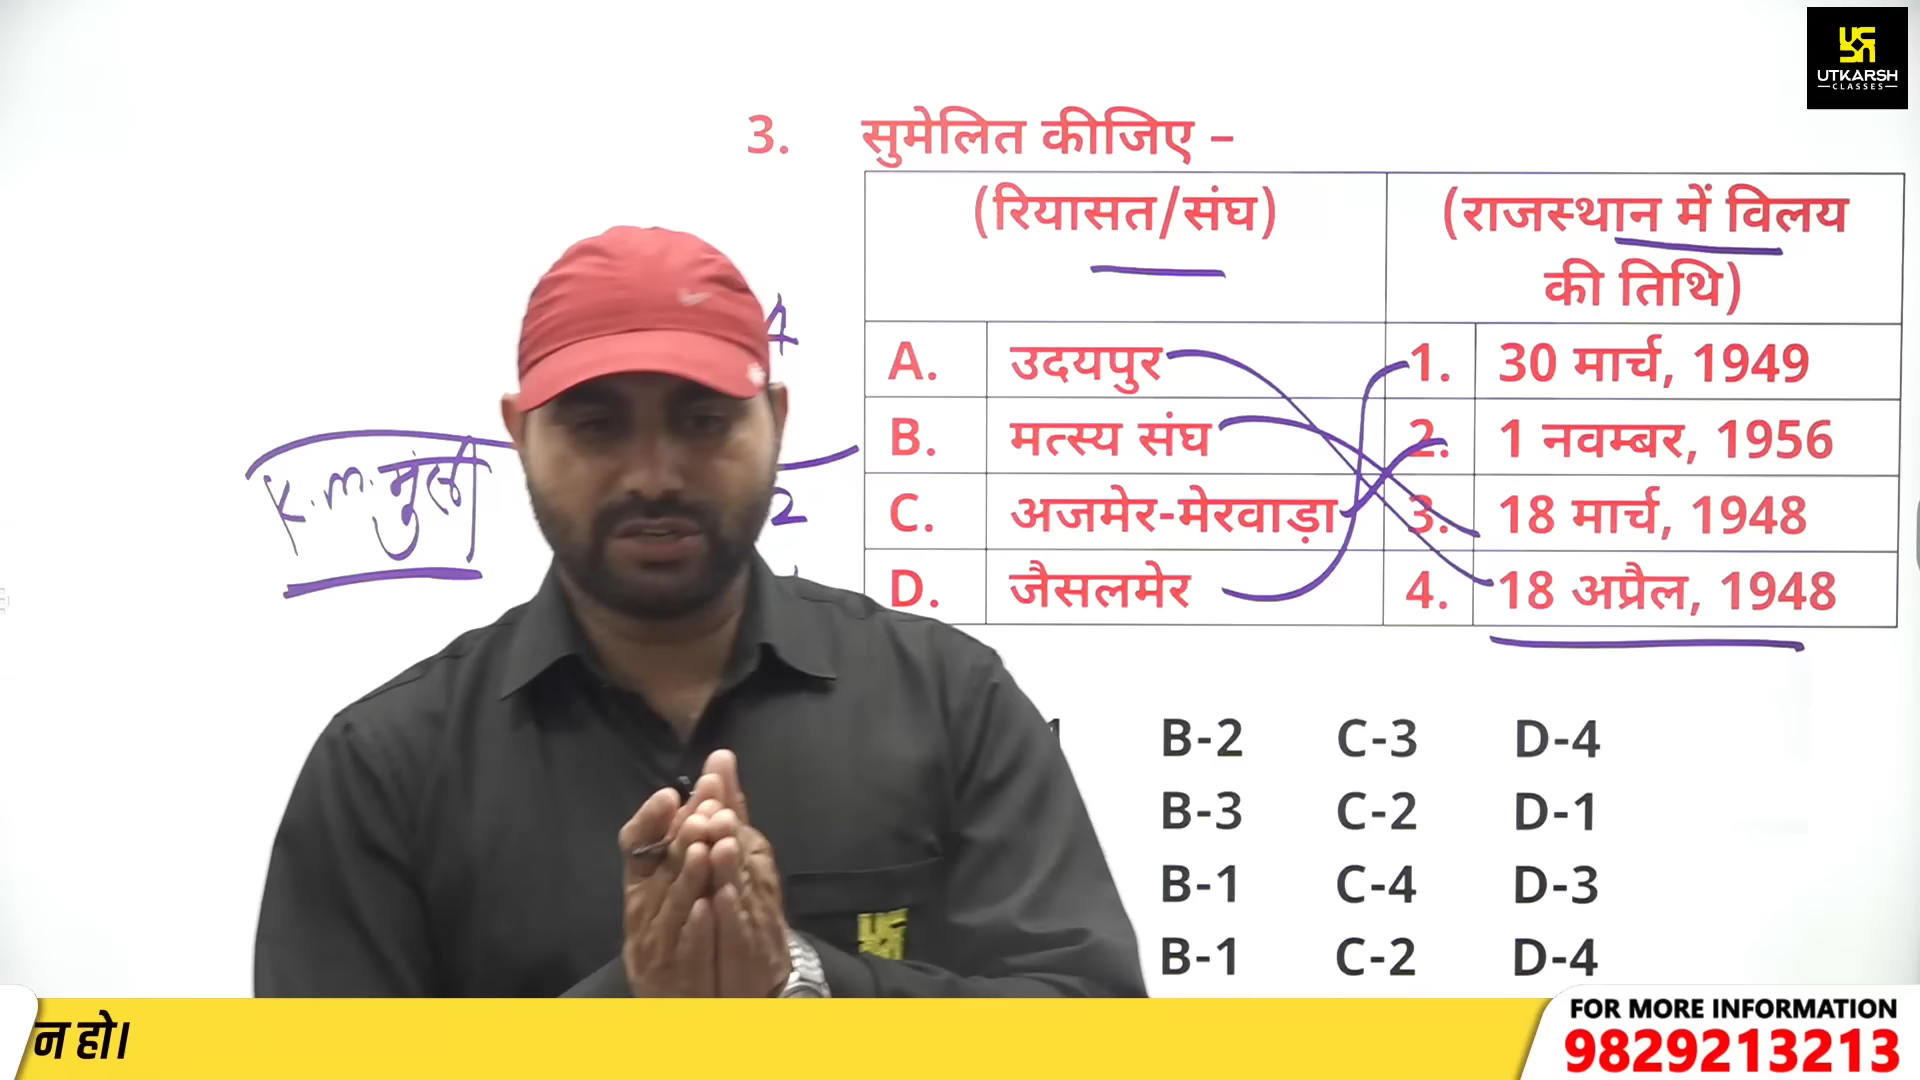 UTKARSH
CLASSES
3. सुमेलित कीजिए –
(रियासत/संघ) (राजस्थान में विलय
की तिथि)
A. उदयपुर 1. 30 मार्च, 1949
B. मत्स्य संघ 2. 1 नवम्बर, 1956
C. अजमेर-मेरवाड़ा 3. 18 मार्च, 1948
D. जैसलमेर 4. 18 अप्रैल, 1948
4
K.M. मुंशी
2
B-2 C-3 D-4
B-3 C-2 D-1
B-1 C-4 D-3
B-1 C-2 D-4
न हो।
FOR MORE INFORMATION
9829213213